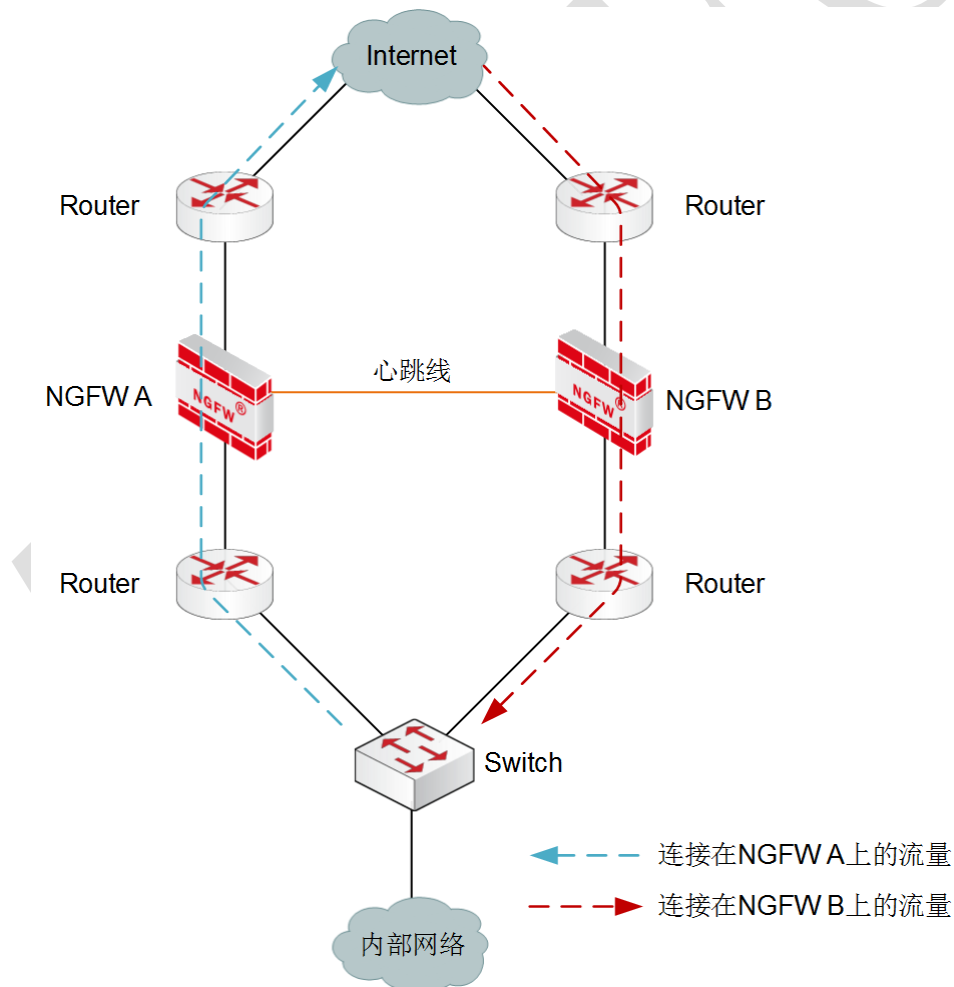 Internet
Router
Router
心跳线
NGFW A
NGFW®
NGFW®
NGFW B
Router
Router
Switch
连接在NGFW A上的流量
连接在NGFW B上的流量
内部网络